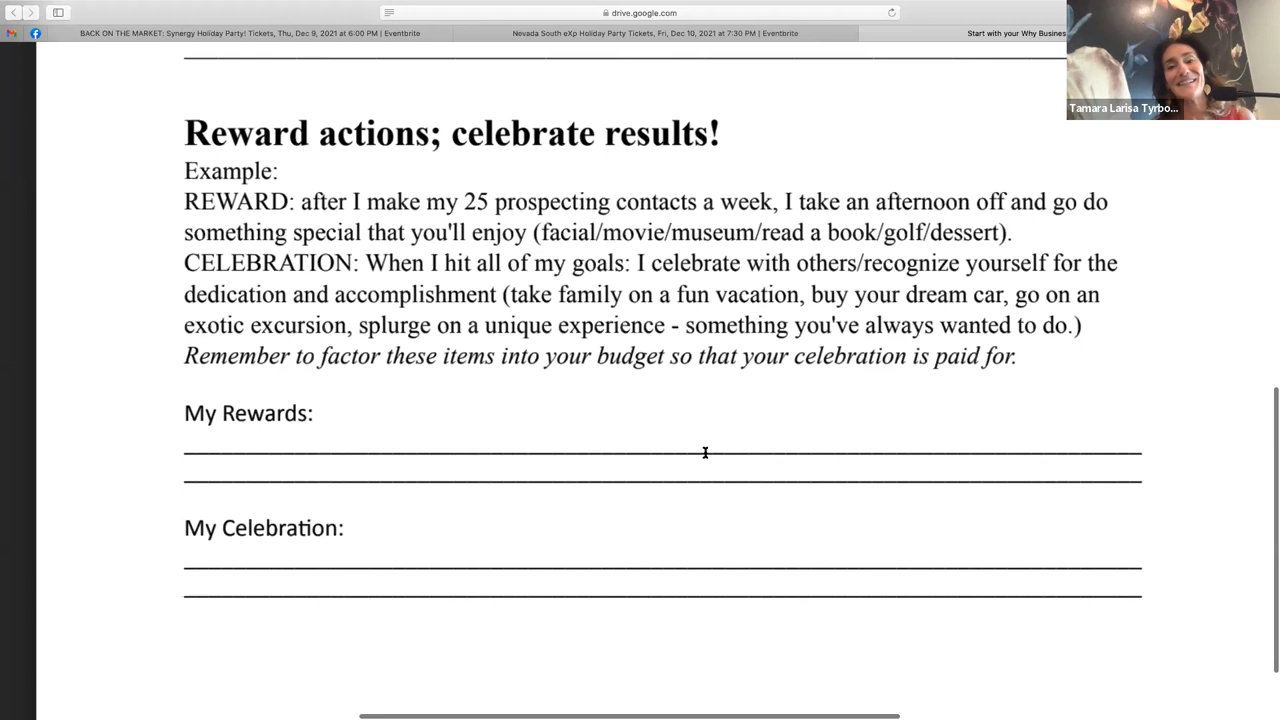 drive.google.com
BACK ON THE MARKET: Synergy Holiday Party! Tickets, Thu, Dec 9, 2021 at 6:00 PM | Eventbrite
Nevada South eXp Holiday Party Tickets, Fri, Dec 10, 2021 at 7:30 PM | Eventbrite
Start with your Why Busines
Tamara Larisa Tyrbo...
Reward actions; celebrate results!
Example:
REWARD: after I make my 25 prospecting contacts a week, I take an afternoon off and go do
something special that you'll enjoy (facial/movie/museum/read a book/golf/dessert).
CELEBRATION: When I hit all of my goals: I celebrate with others/recognize yourself for the
dedication and accomplishment (take family on a fun vacation, buy your dream car, go on an
exotic excursion, splurge on a unique experience - something you've always wanted to do.)
Remember to factor these items into your budget so that your celebration is paid for.
My Rewards:
My Celebration: